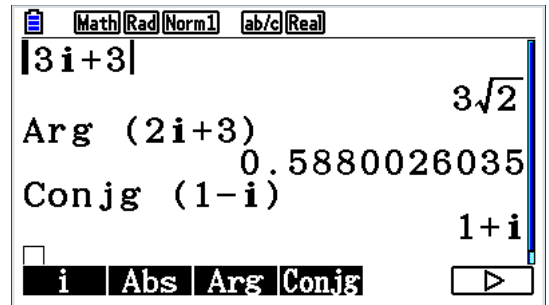 Math Rad Norm1 ab/c Real
|3i+3|
3√2
Arg (2i+3)
0.5880026035
Conjg (1-i)
1+i
i Abs Arg Conjg ▷